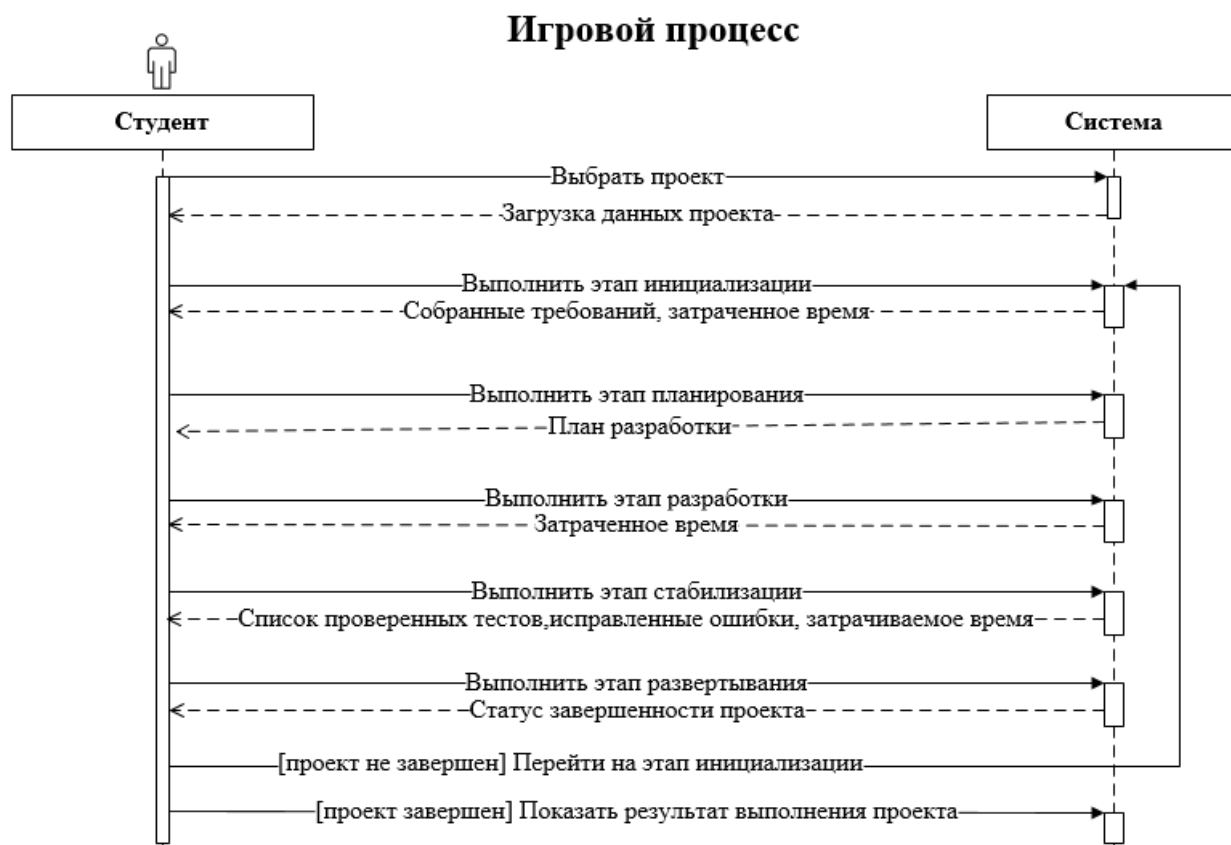 Игровой процесс
Студент
Система
Выбрать проект
Загрузка данных проекта
Выполнить этап инициализации
Собранные требований, затраченное время
Выполнить этап планирования
План разработки
Выполнить этап разработки
Затраченное время
Выполнить этап стабилизации
Список проверенных тестов,исправленные ошибки, затрачиваемое время
Выполнить этап развертывания
Статус завершенности проекта
[проект не завершен] Перейти на этап инициализации
[проект завершен] Показать результат выполнения проекта